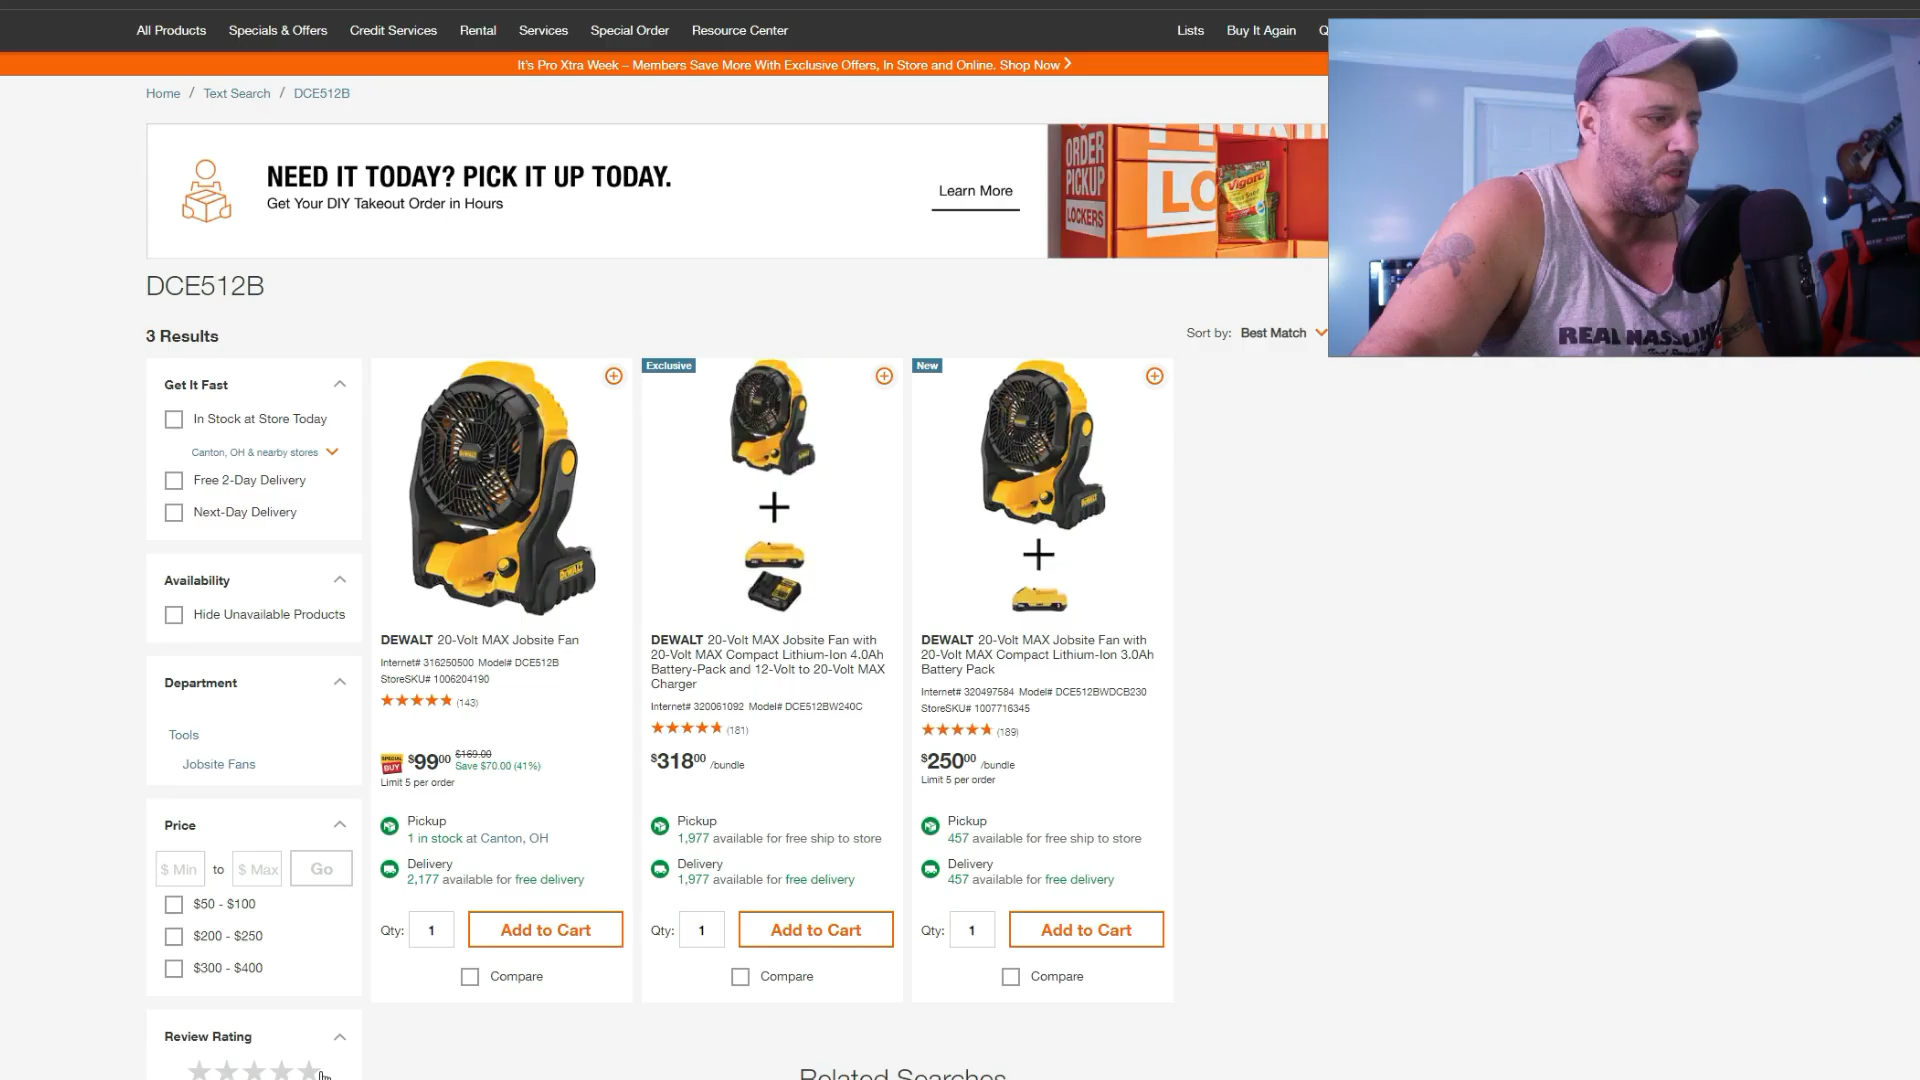 All Products Specials & Offers Credit Services Rental Services Special Order Resource Center Lists Buy It Again
It's Pro Xtra Week – Members Save More With Exclusive Offers, In Store and Online. Shop Now
Home / Text Search / DCE512B
NEED IT TODAY? PICK IT UP TODAY.
Get Your DIY Takeout Order in Hours
Learn More
ORDER
PICKUP
LOCKERS
LO
Vigoro
DCE512B
3 Results
Sort by: Best Match
REAL
Get It Fast
In Stock at Store Today
Canton, OH & nearby stores
Free 2-Day Delivery
Next-Day Delivery
Availability
Hide Unavailable Products
Department
Tools
Jobsite Fans
Price
$ Min to $ Max Go
$50 - $100
$200 - $250
$300 - $400
Review Rating
DEWALT
DEWALT 20-Volt MAX Jobsite Fan
Internet# 316250500 Model# DCE512B
StoreSKU# 1006204190
(143)
SPECIAL BUY $99 00 $169.00
Save $70.00 (41%)
Limit 5 per order
Pickup
1 in stock at Canton, OH
Delivery
2,177 available for free delivery
Qty: 1 Add to Cart
Compare
Exclusive
DEWALT 20-Volt MAX Jobsite Fan with
20-Volt MAX Compact Lithium-Ion 4.0Ah
Battery-Pack and 12-Volt to 20-Volt MAX
Charger
Internet# 320061092 Model# DCE512BW240C
(181)
$318 00 /bundle
Pickup
1,977 available for free ship to store
Delivery
1,977 available for free delivery
Qty: 1 Add to Cart
Compare
New
DEWALT
DEWALT 20-Volt MAX Jobsite Fan with
20-Volt MAX Compact Lithium-Ion 3.0Ah
Battery Pack
Internet# 320497584 Model# DCE512BWDCB230
StoreSKU# 1007716345
(189)
$250 00 /bundle
Limit 5 per order
Pickup
457 available for free ship to store
Delivery
457 available for free delivery
Qty: 1 Add to Cart
Compare
Related Searches